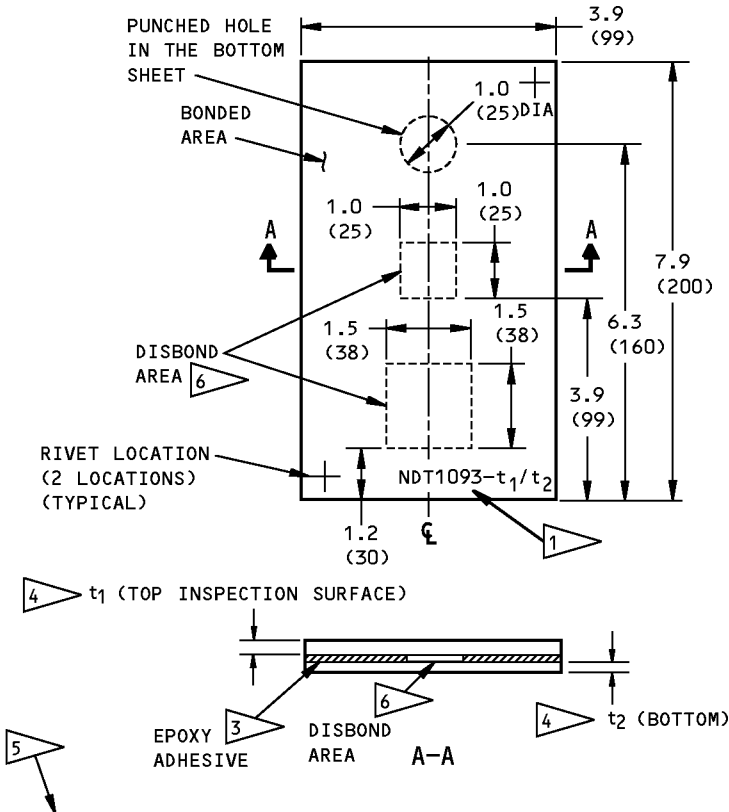 PUNCHED HOLE
IN THE BOTTOM
SHEET
3.9
(99)
1.0
(25)DIA
BONDED
AREA
1.0
(25)
1.0
(25)
A
A
7.9
(200)
1.5
(38)
1.5
(38)
6.3
(160)
DISBOND
AREA 6
3.9
(99)
RIVET LOCATION
(2 LOCATIONS)
(TYPICAL)
NDT1093-t₁/t₂
1.2
(30)
℄
1
4 t₁ (TOP INSPECTION SURFACE)
6
3
4 t₂ (BOTTOM)
5
EPOXY
ADHESIVE
DISBOND
AREA
A-A